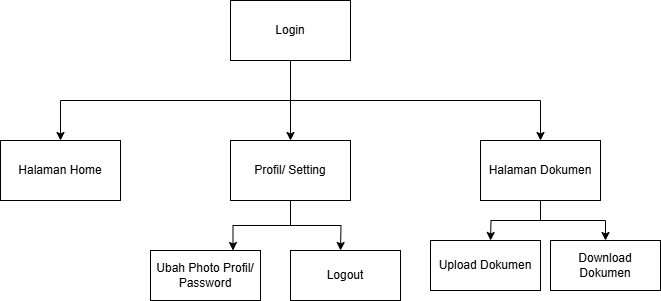 Login
Halaman Home
Profil/ Setting
Halaman Dokumen
Ubah Photo Profil/
Password
Logout
Upload Dokumen
Download
Dokumen